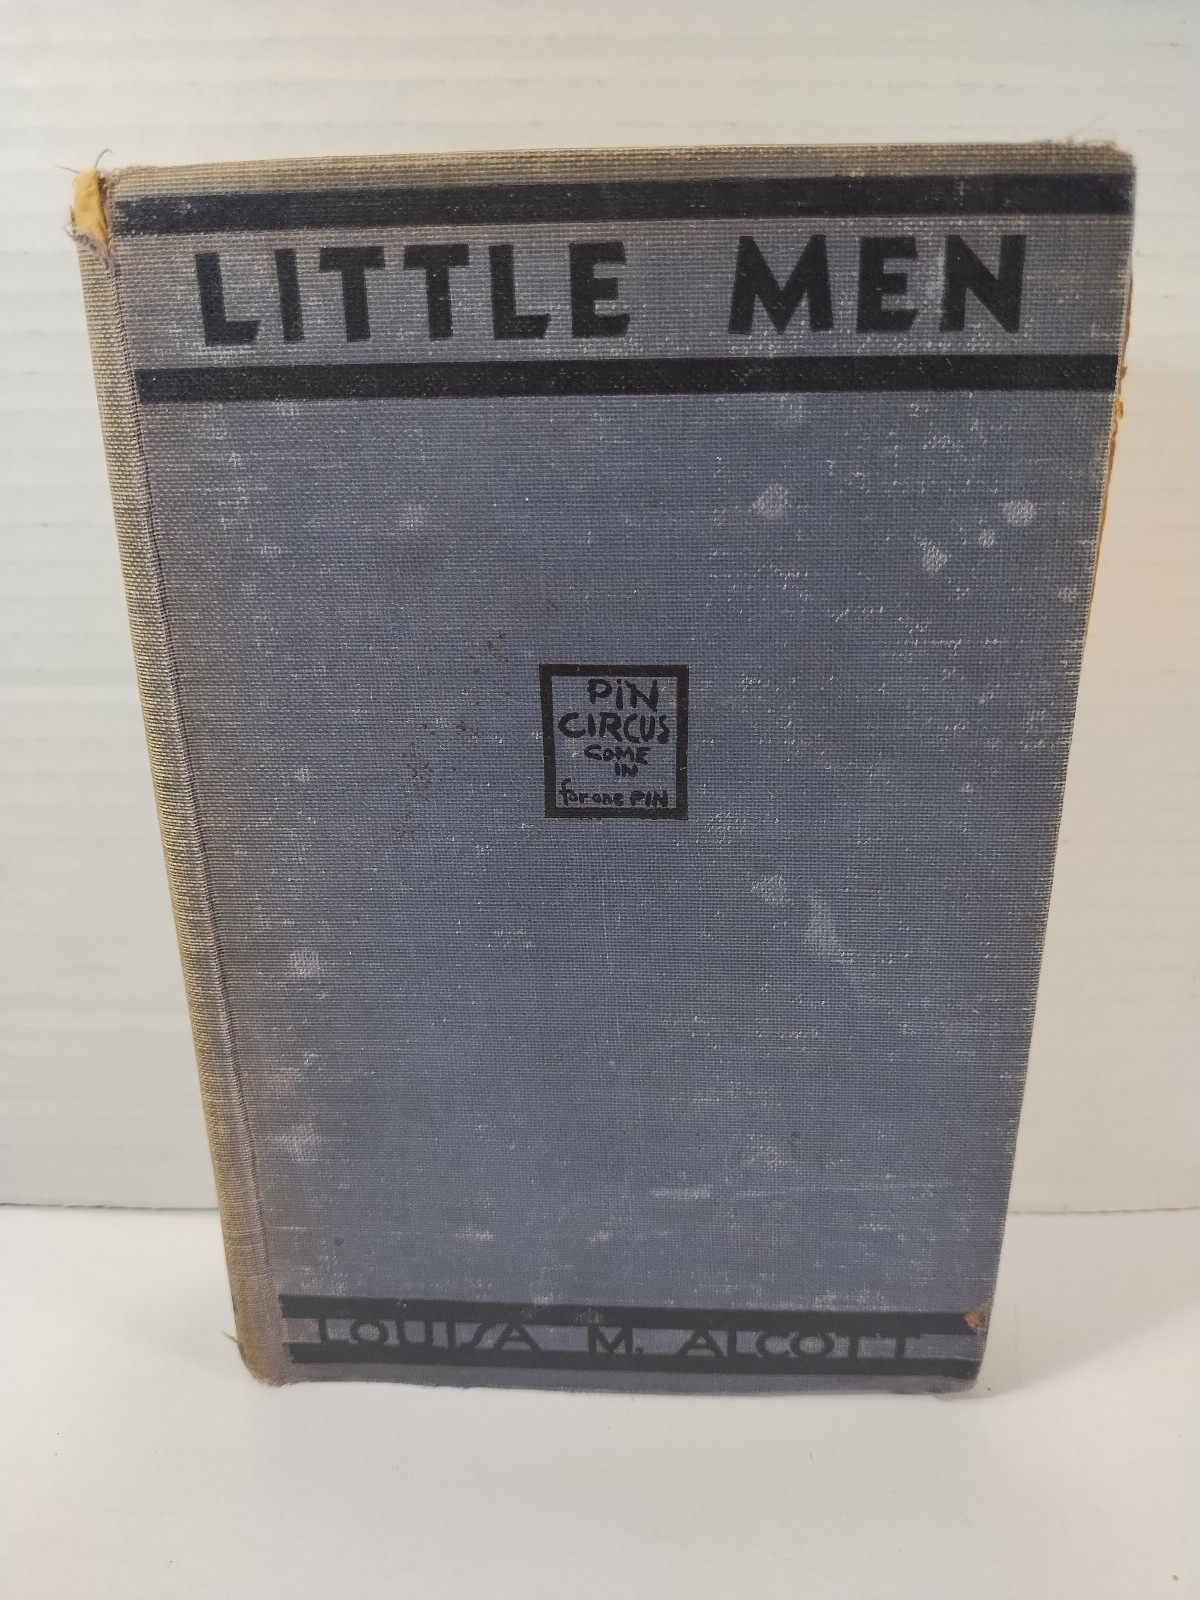 LITTLE MEN
PiN
CIRCUS
COME
IN
for one PIN
LOUISA M. ALCOTT